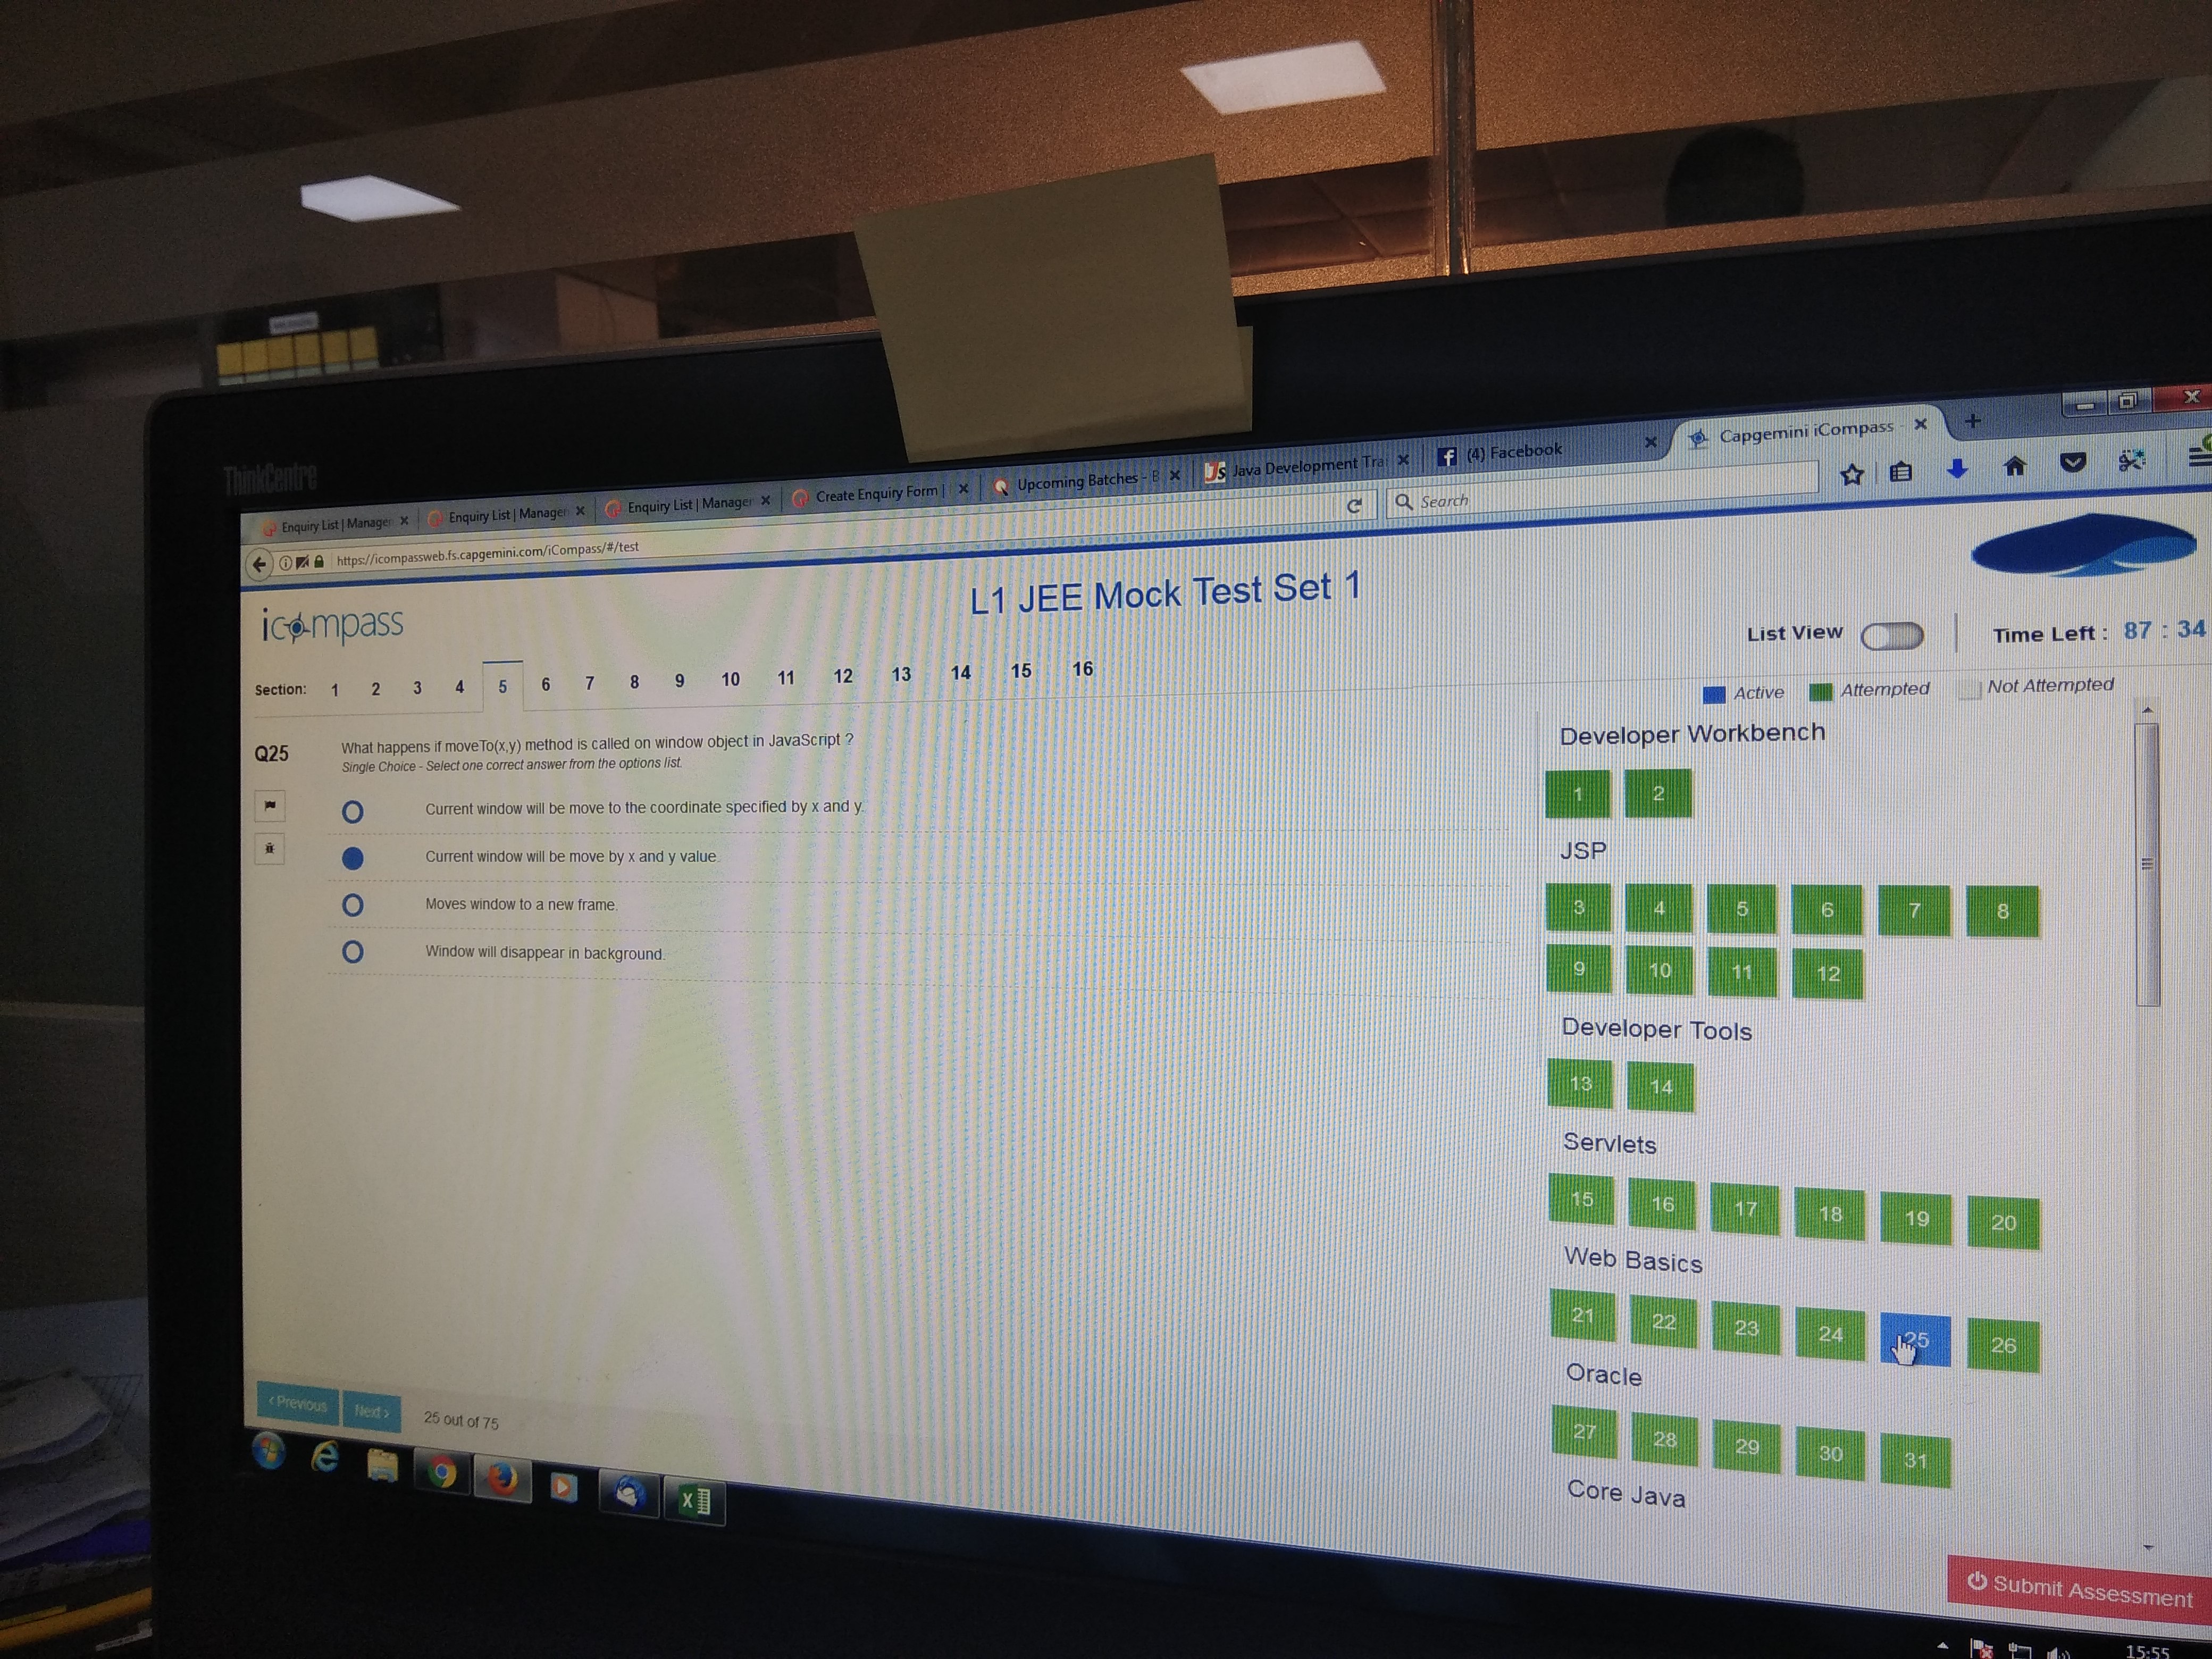 ThinkCentre
Enquiry List | Manager
Enquiry List | Manager
Enquiry List | Manager
Create Enquiry Form |
Upcoming Batches - B
Java Development Tra
(4) Facebook
Capgemini iCompass -
https://icompassweb.fs.capgemini.com/iCompass/#/test
Search
icompass
L1 JEE Mock Test Set 1
List View
Time Left : 87 : 34
Section: 1 2 3 4 5 6 7 8 9 10 11 12 13 14 15 16
Active Attempted Not Attempted
Q25
What happens if moveTo(x,y) method is called on window object in JavaScript ?
Single Choice - Select one correct answer from the options list.
Current window will be move to the coordinate specified by x and y.
Current window will be move by x and y value.
Moves window to a new frame.
Window will disappear in background.
Developer Workbench
1 2
JSP
3 4 5 6 7 8
9 10 11 12
Developer Tools
13 14
Servlets
15 16 17 18 19 20
Web Basics
21 22 23 24 25 26
Oracle
27 28 29 30 31
Core Java
‹ Previous
Next ›
25 out of 75
Submit Assessment
15:55